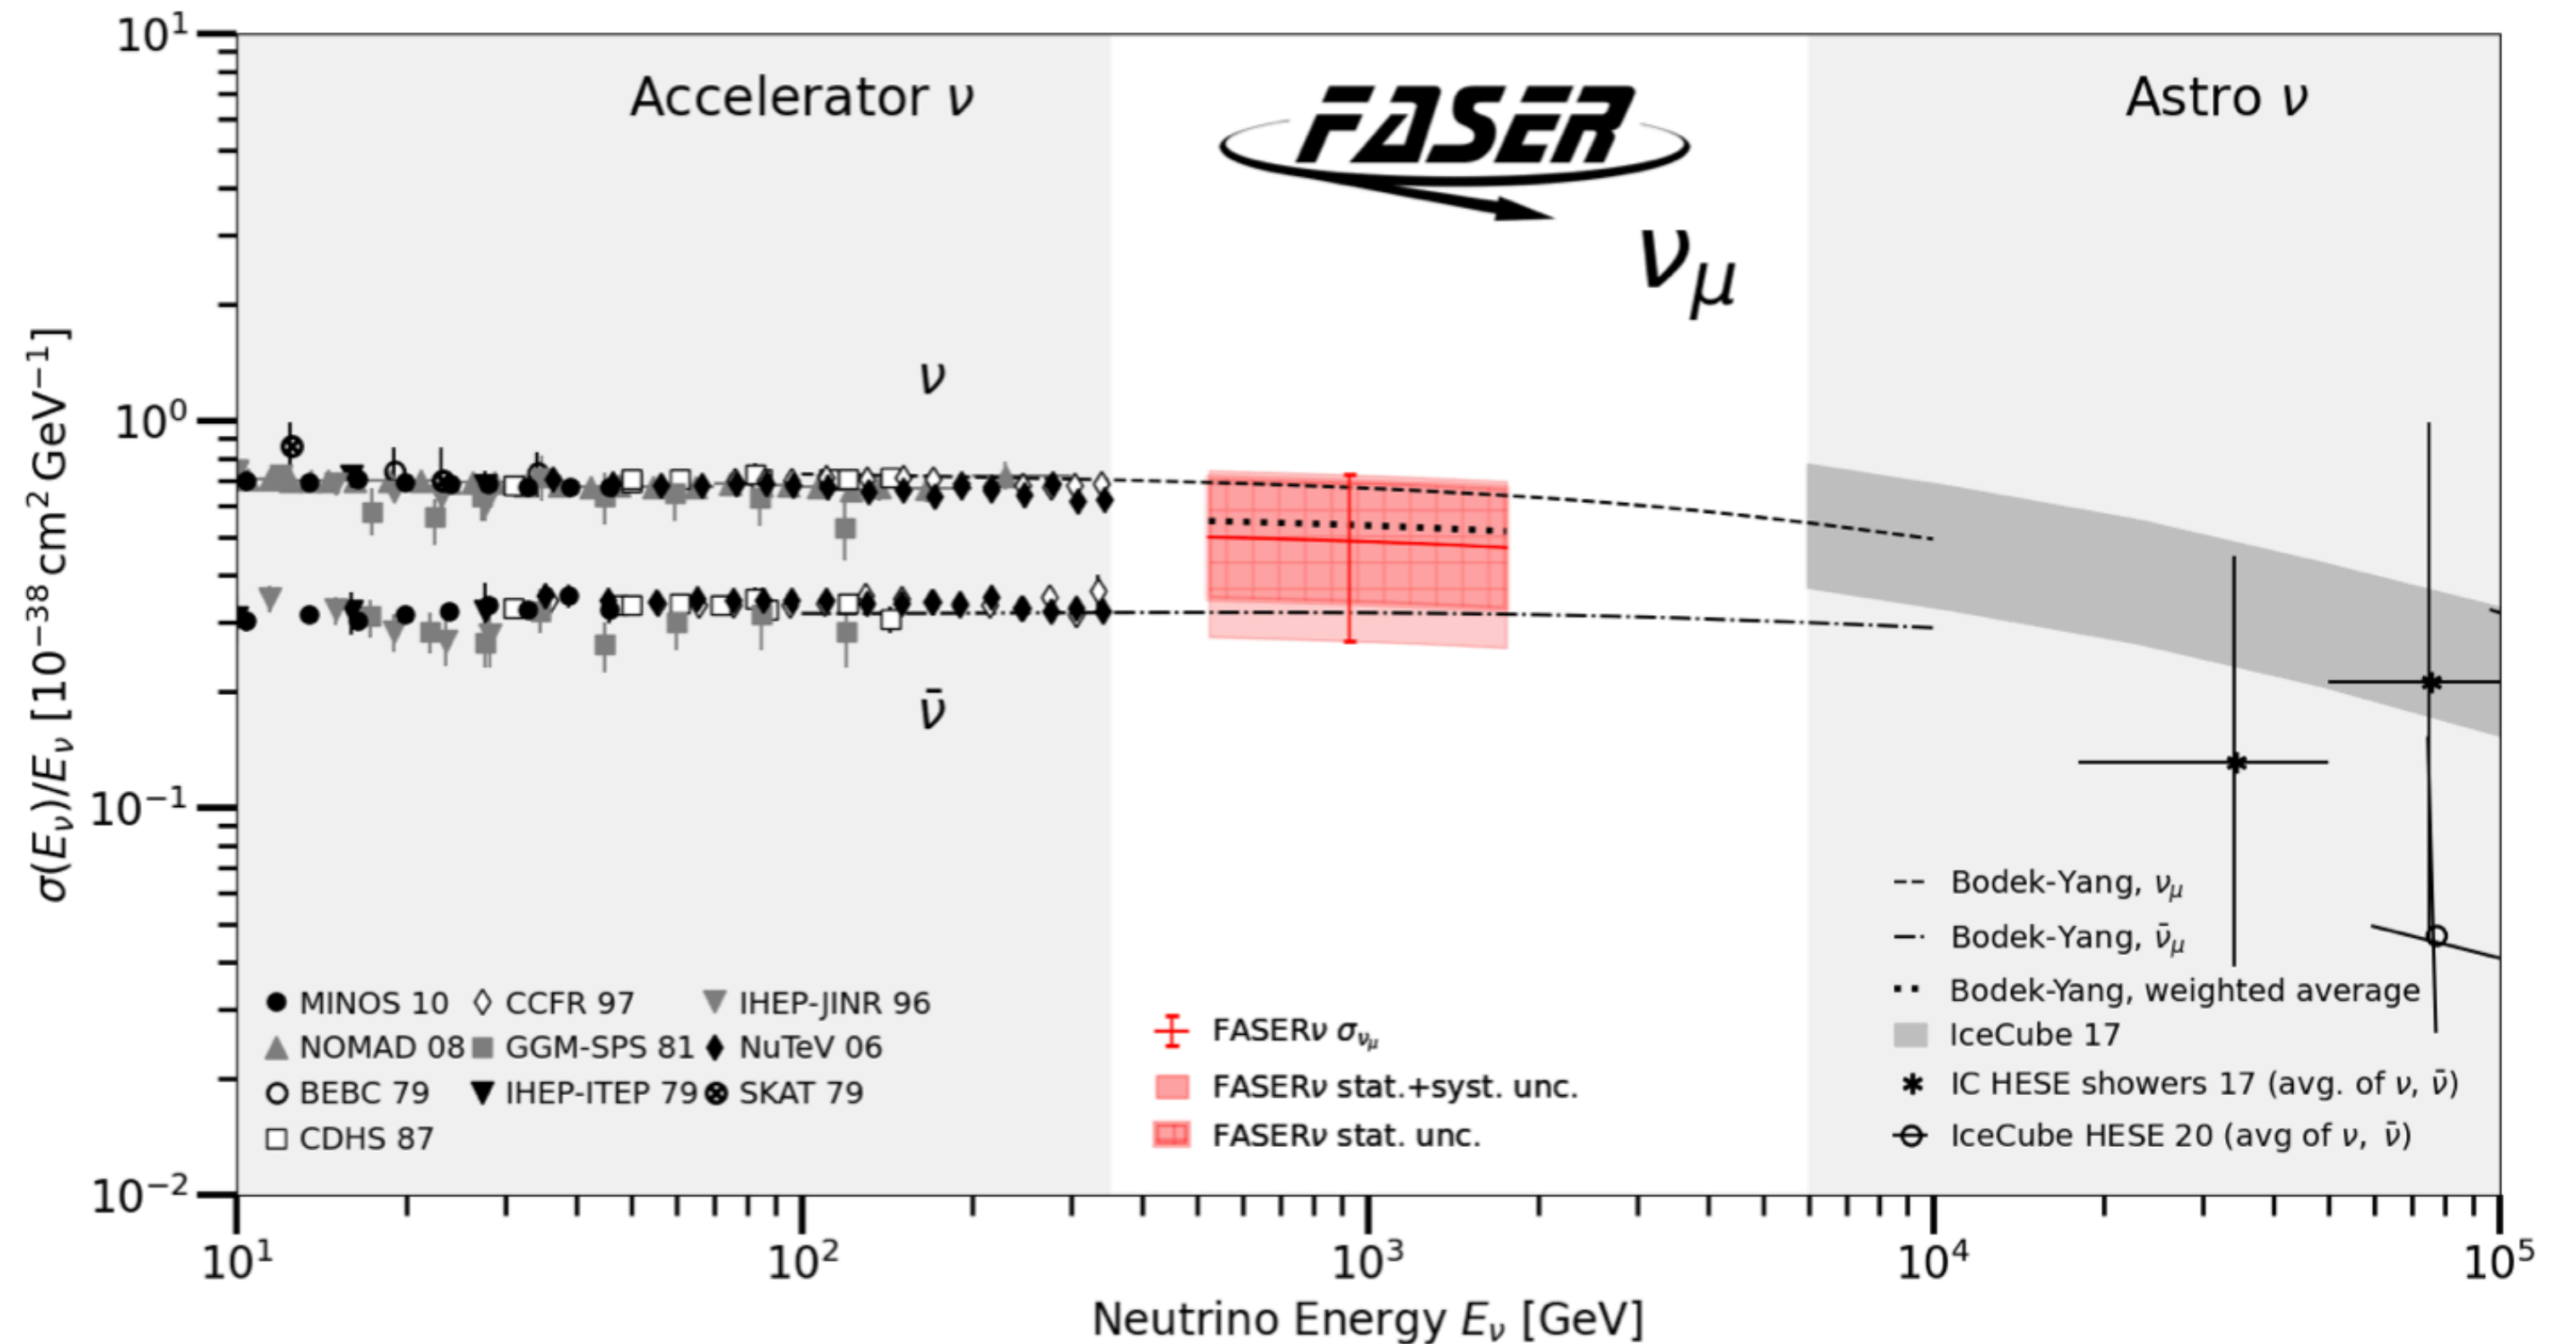 10¹
Accelerator ν
FASER
Astro ν
ν_μ
ν
10⁰
σ(E_ν)/E_ν [10⁻³⁸ cm² GeV⁻¹]
ν̄
10⁻¹
MINOS 10
CCFR 97
IHEP-JINR 96
NOMAD 08
GGM-SPS 81
NuTeV 06
BEBC 79
IHEP-ITEP 79
SKAT 79
CDHS 87
FASERν σ_ν_μ
FASERν stat.+syst. unc.
FASERν stat. unc.
Bodek-Yang, ν_μ
Bodek-Yang, ν̄_μ
Bodek-Yang, weighted average
IceCube 17
IC HESE showers 17 (avg. of ν, ν̄)
IceCube HESE 20 (avg of ν, ν̄)
10⁻²
10¹ 10² 10³ 10⁴ 10⁵
Neutrino Energy E_ν [GeV]